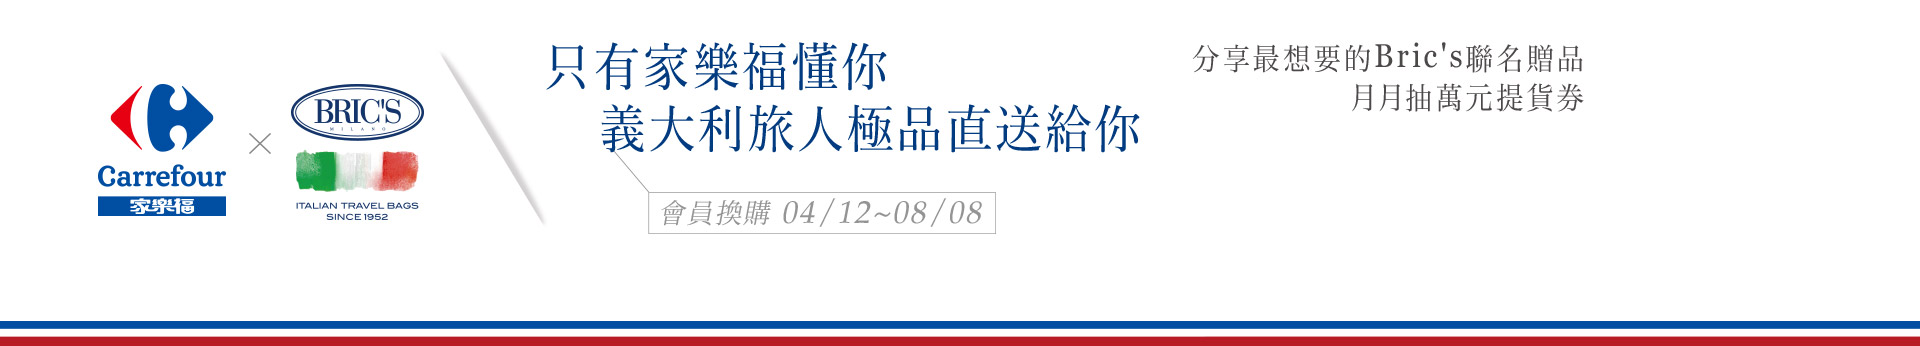 Carrefour
家樂福
×
BRIC'S
MILANO
ITALIAN TRAVEL BAGS
SINCE 1952
只有家樂福懂你
義大利旅人極品直送給你
會員換購 04/12~08/08
分享最想要的Bric's聯名贈品
月月抽萬元提貨券